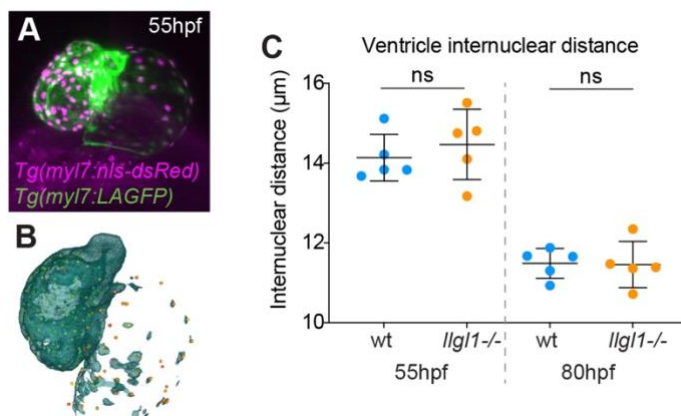 A
55hpf
Tg(myl7:nls-dsRed)
Tg(myl7:LAGFP)
B
C
Ventricle internuclear distance
ns
ns
Internuclear distance (µm)
16
14
12
10
wt
llgl1-/-
wt
llgl1-/-
55hpf
80hpf